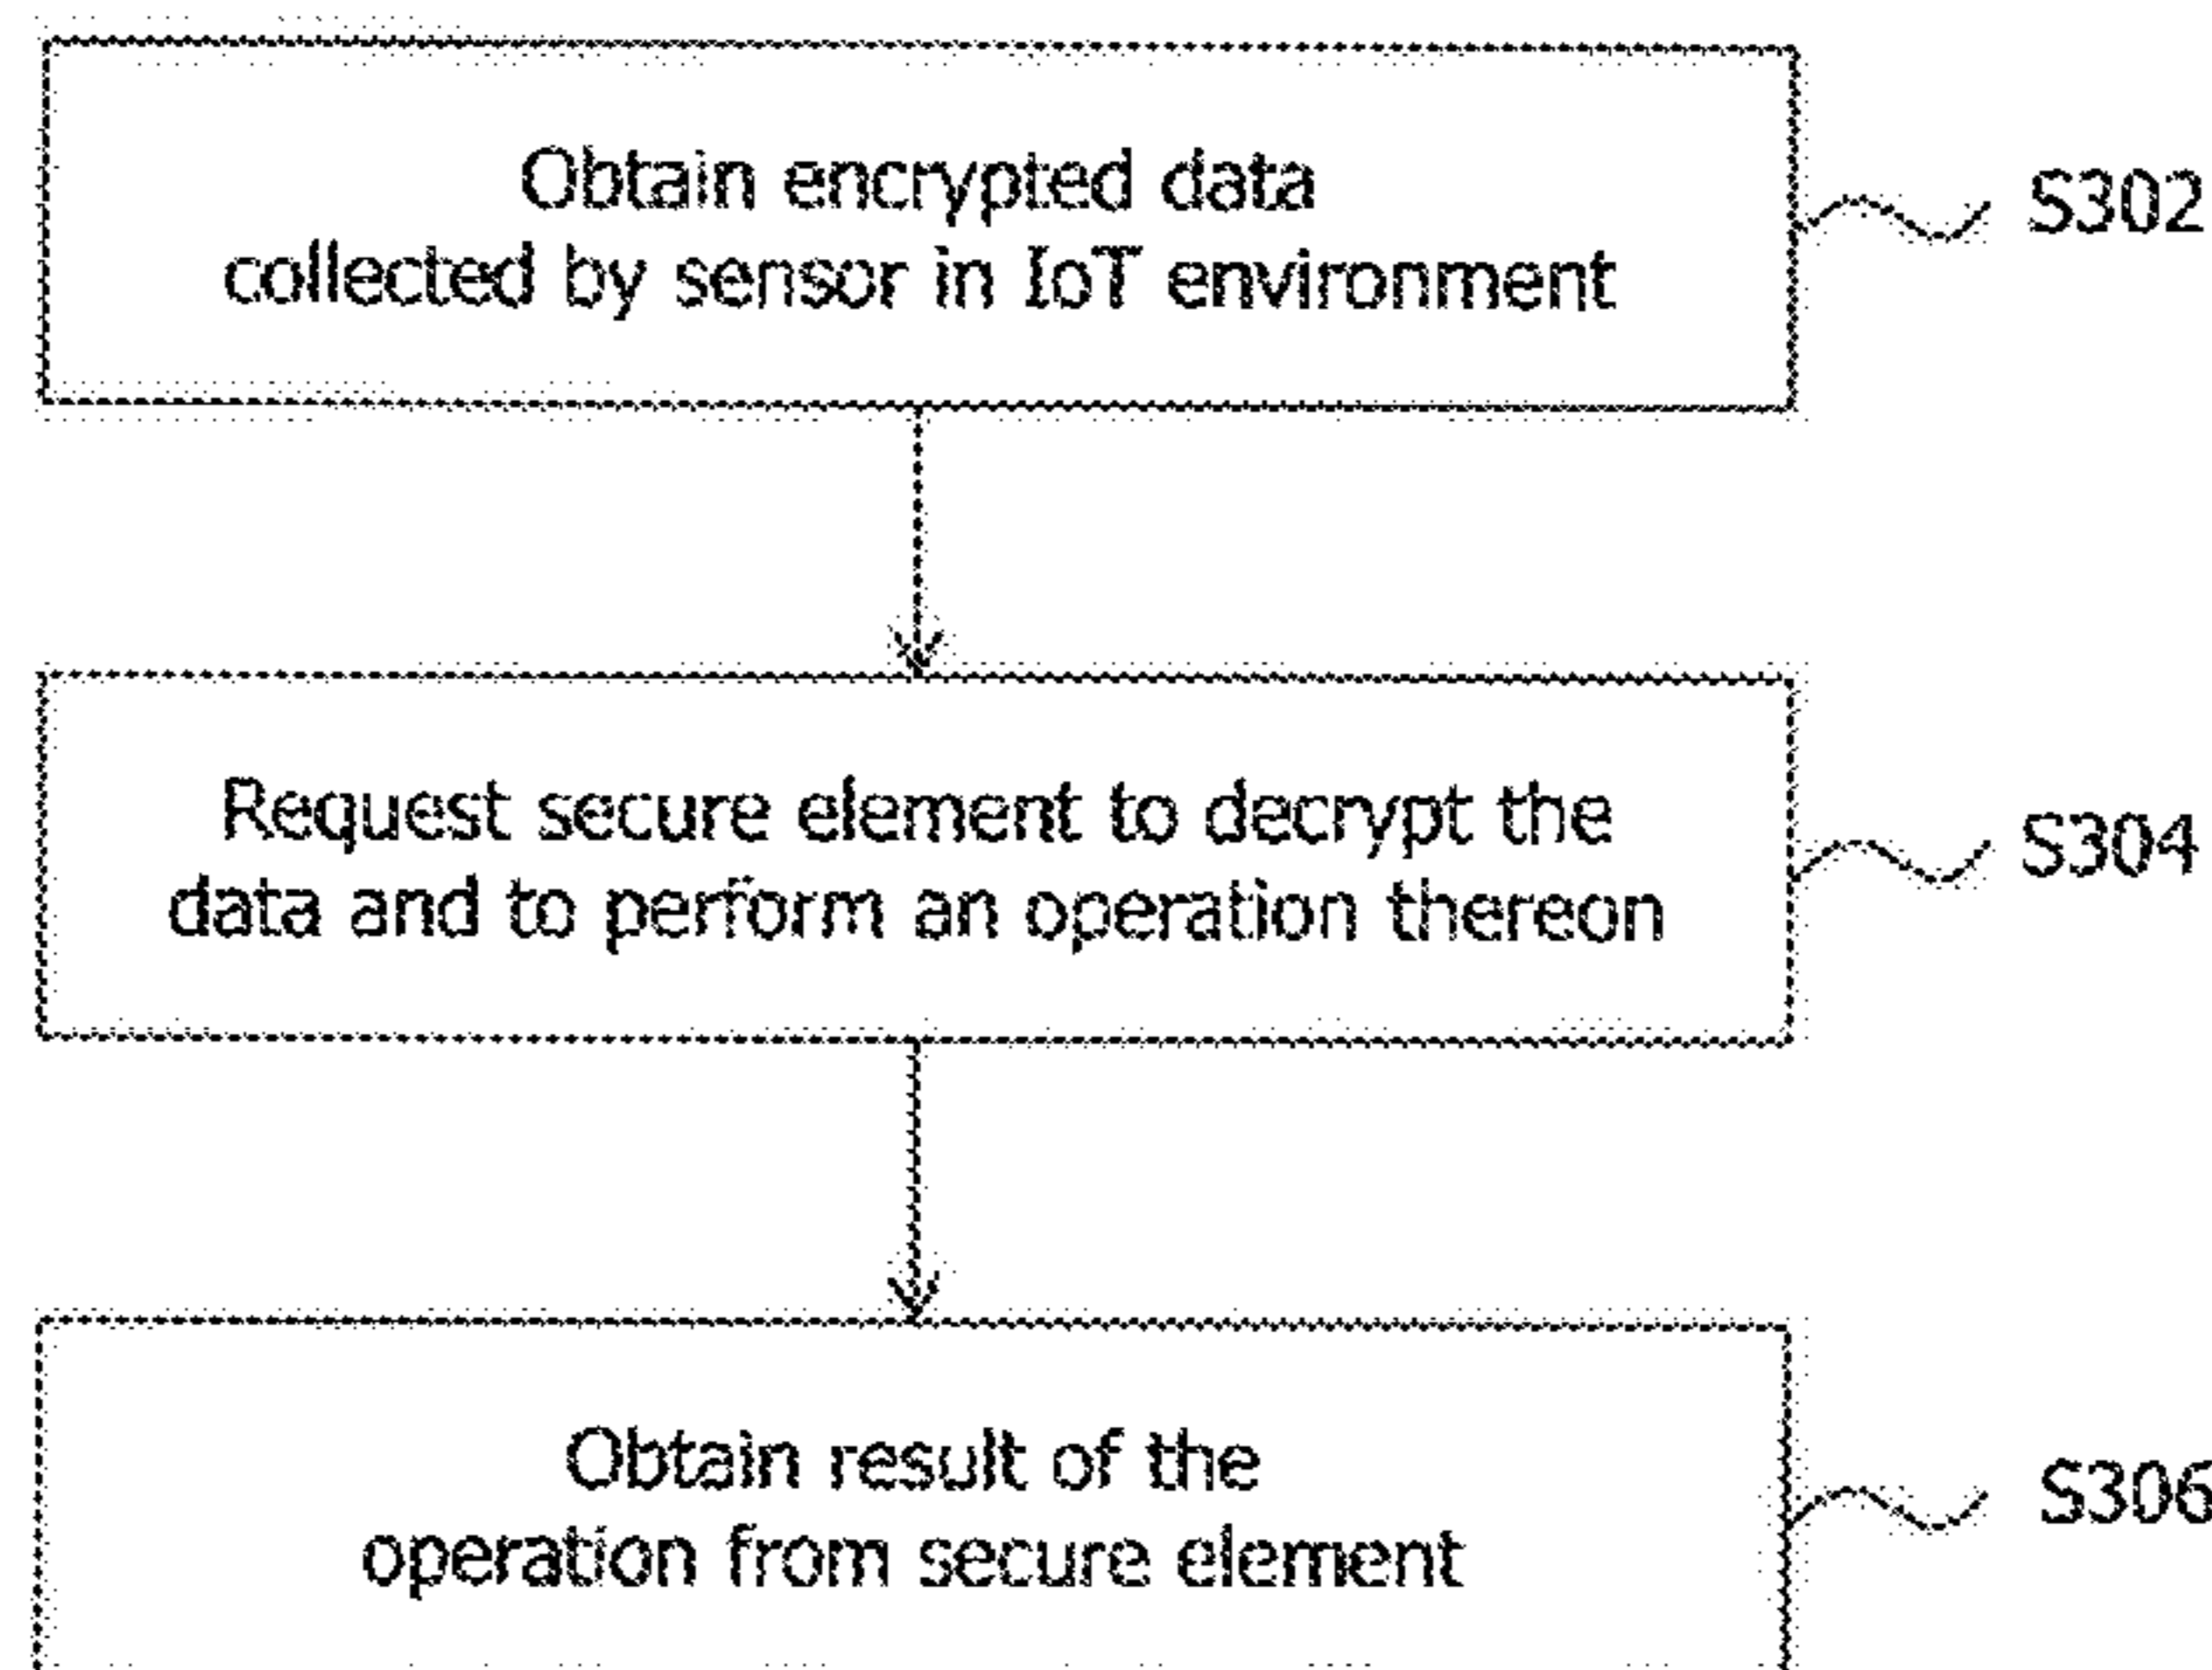 Obtain encrypted data
collected by sensor in IoT environment
S302
Request secure element to decrypt the
data and to perform an operation thereon
S304
Obtain result of the
operation from secure element
S306